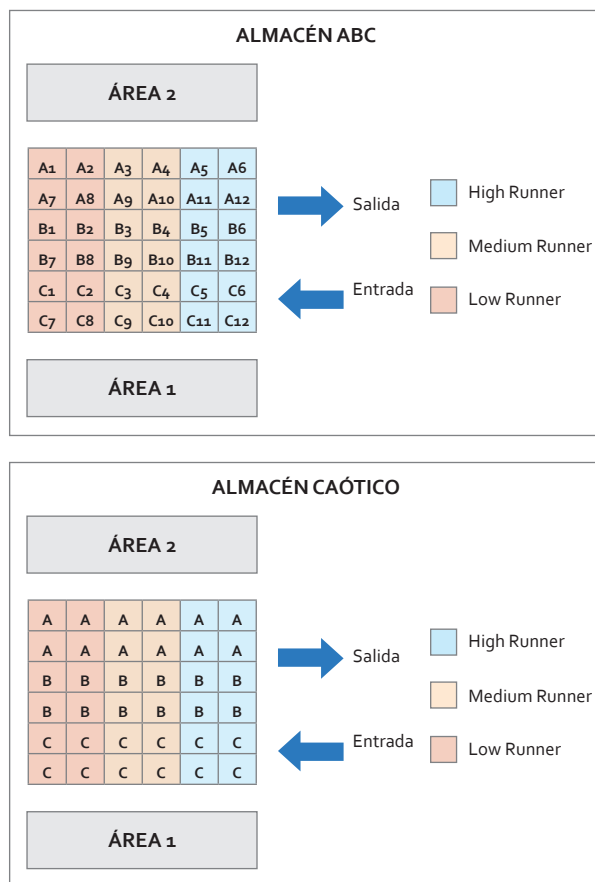 ALMACÉN ABC
ÁREA 2
A1 A2 A3 A4 A5 A6
A7 A8 A9 A10 A11 A12
B1 B2 B3 B4 B5 B6
B7 B8 B9 B10 B11 B12
C1 C2 C3 C4 C5 C6
C7 C8 C9 C10 C11 C12
Salida
Entrada
High Runner
Medium Runner
Low Runner
ÁREA 1
ALMACÉN CAÓTICO
ÁREA 2
A A A A A A
A A A A A A
B B B B B B
B B B B B B
C C C C C C
C C C C C C
Salida
Entrada
High Runner
Medium Runner
Low Runner
ÁREA 1